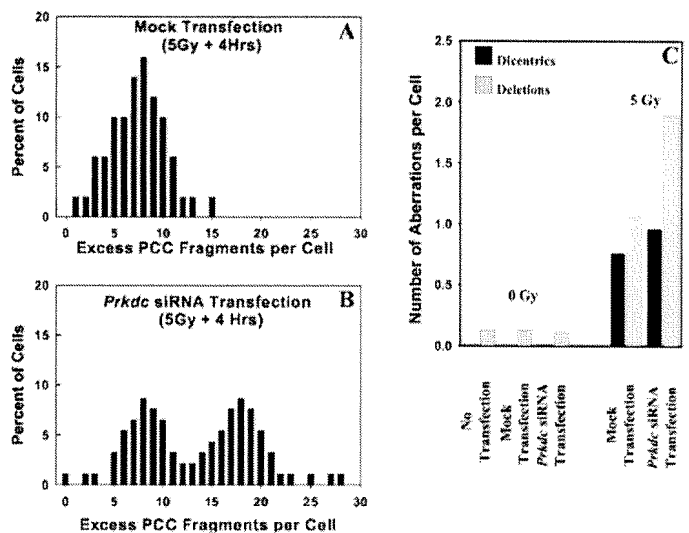 Mock Transfection
(5Gy + 4Hrs)
A
Percent of Cells
20
15
10
5
0
0 5 10 15 20 25 30
Excess PCC Fragments per Cell
Prkdc siRNA Transfection
(5Gy + 4 Hrs)
B
Percent of Cells
20
15
10
5
0
0 5 10 15 20 25 30
Excess PCC Fragments per Cell
C
Dicentrics
Deletions
Number of Aberrations per Cell
2.5
2.0
1.5
1.0
0.5
0.0
0 Gy
5 Gy
No
Transfection
Mock
Transfection
Prkdc siRNA
Transfection
Mock
Transfection
Prkdc siRNA
Transfection